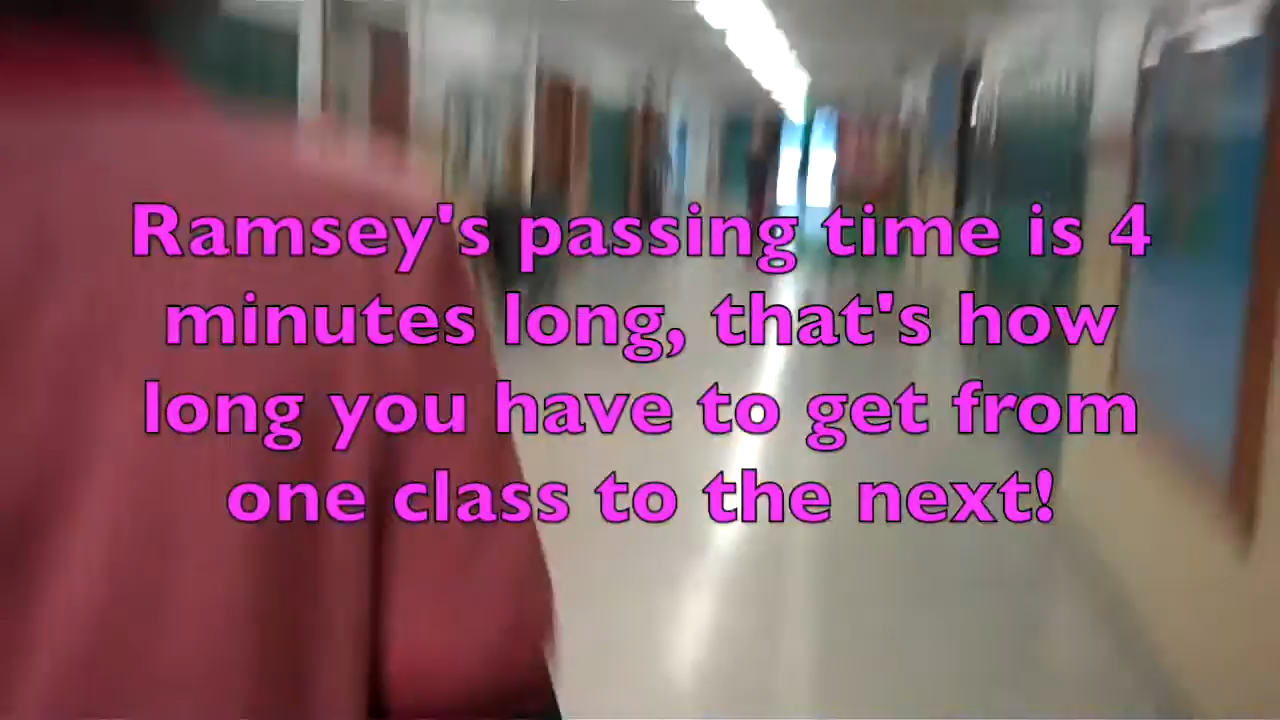 Ramsey's passing time is 4
minutes long, that's how
long you have to get from
one class to the next!